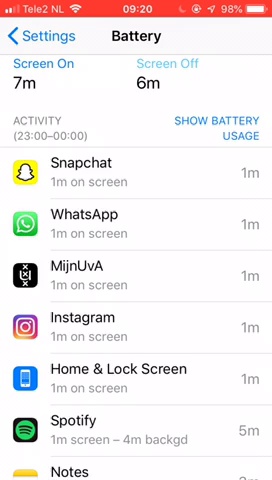 Tele2 NL 09:20 98%
Settings Battery
Screen On Screen Off
7m 6m
ACTIVITY SHOW BATTERY
(23:00–00:00) USAGE
Snapchat
1m on screen 1m
WhatsApp
1m on screen 1m
MijnUvA
1m on screen 1m
Instagram
1m on screen 1m
Home & Lock Screen
1m on screen 1m
Spotify
1m screen – 4m backgd 5m
Notes